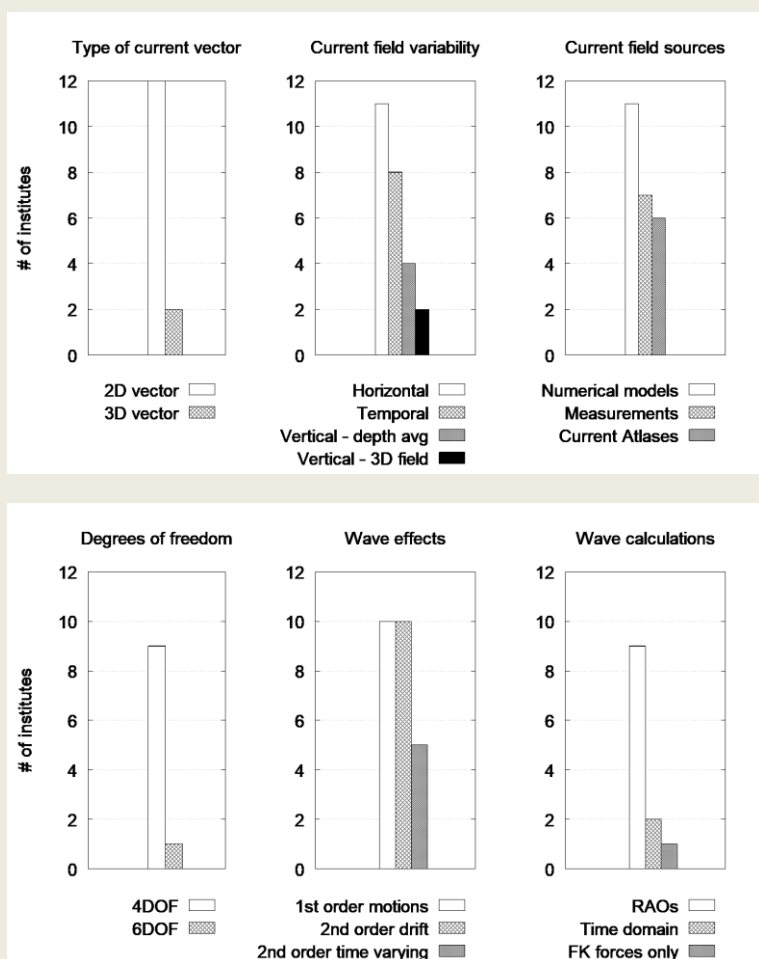 Type of current vector
12
10
8
6
4
2
0
# of institutes
2D vector
3D vector
Current field variability
12
10
8
6
4
2
0
Horizontal
Temporal
Vertical - depth avg
Vertical - 3D field
Current field sources
12
10
8
6
4
2
0
Numerical models
Measurements
Current Atlases
Degrees of freedom
12
10
8
6
4
2
0
# of institutes
4DOF
6DOF
Wave effects
12
10
8
6
4
2
0
1st order motions
2nd order drift
2nd order time varying
Wave calculations
12
10
8
6
4
2
0
RAOs
Time domain
FK forces only